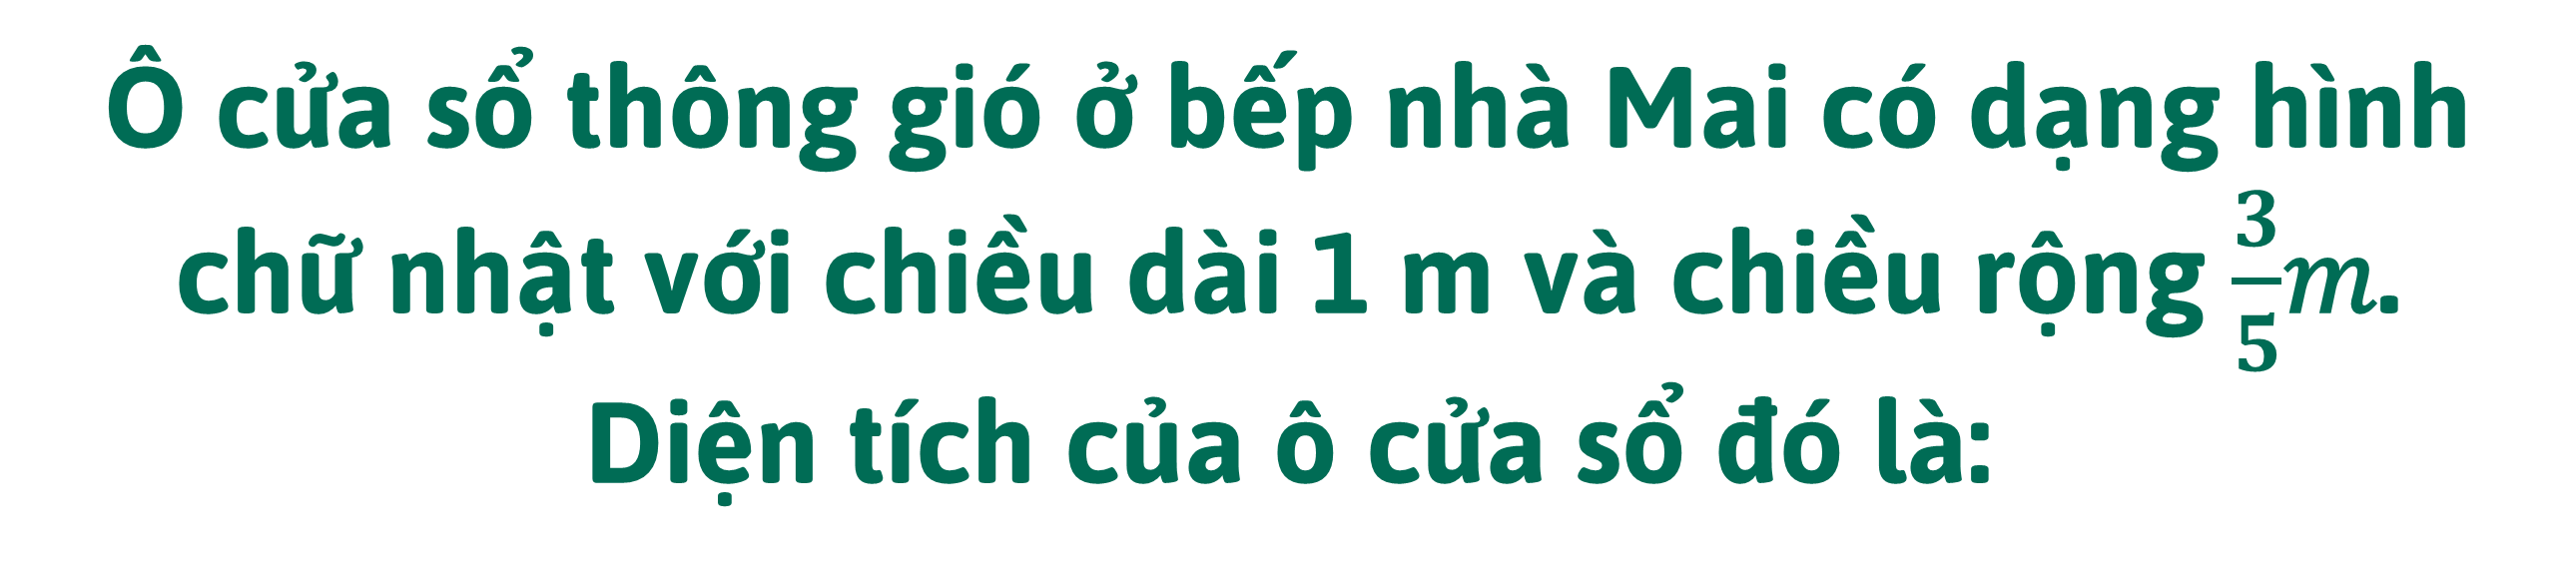 Ô cửa sổ thông gió ở bếp nhà Mai có dạng hình
chữ nhật với chiều dài 1 m và chiều rộng 3/5 m.
Diện tích của ô cửa sổ đó là: